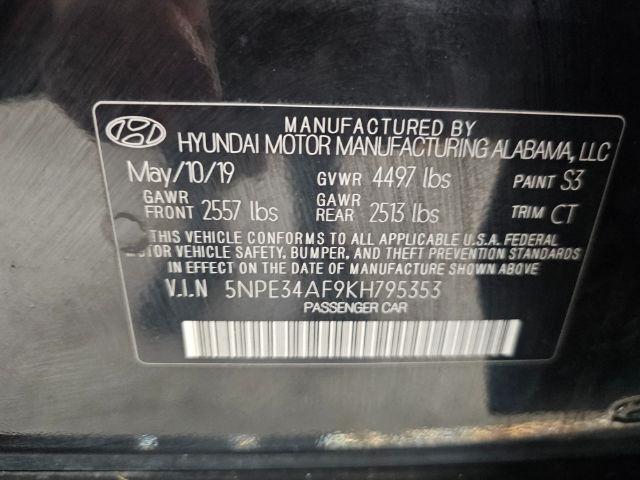 MANUFACTURED BY
HYUNDAI MOTOR MANUFACTURING ALABAMA, LLC
May/10/19 GVWR 4497 lbs PAINT S3
GAWR FRONT 2557 lbs GAWR REAR 2513 lbs TRIM CT
THIS VEHICLE CONFORMS TO ALL APPLICABLE U.S.A. FEDERAL
MOTOR VEHICLE SAFETY, BUMPER, AND THEFT PREVENTION STANDARDS
IN EFFECT ON THE DATE OF MANUFACTURE SHOWN ABOVE.
V.I.N 5NPE34AF9KH795353
PASSENGER CAR